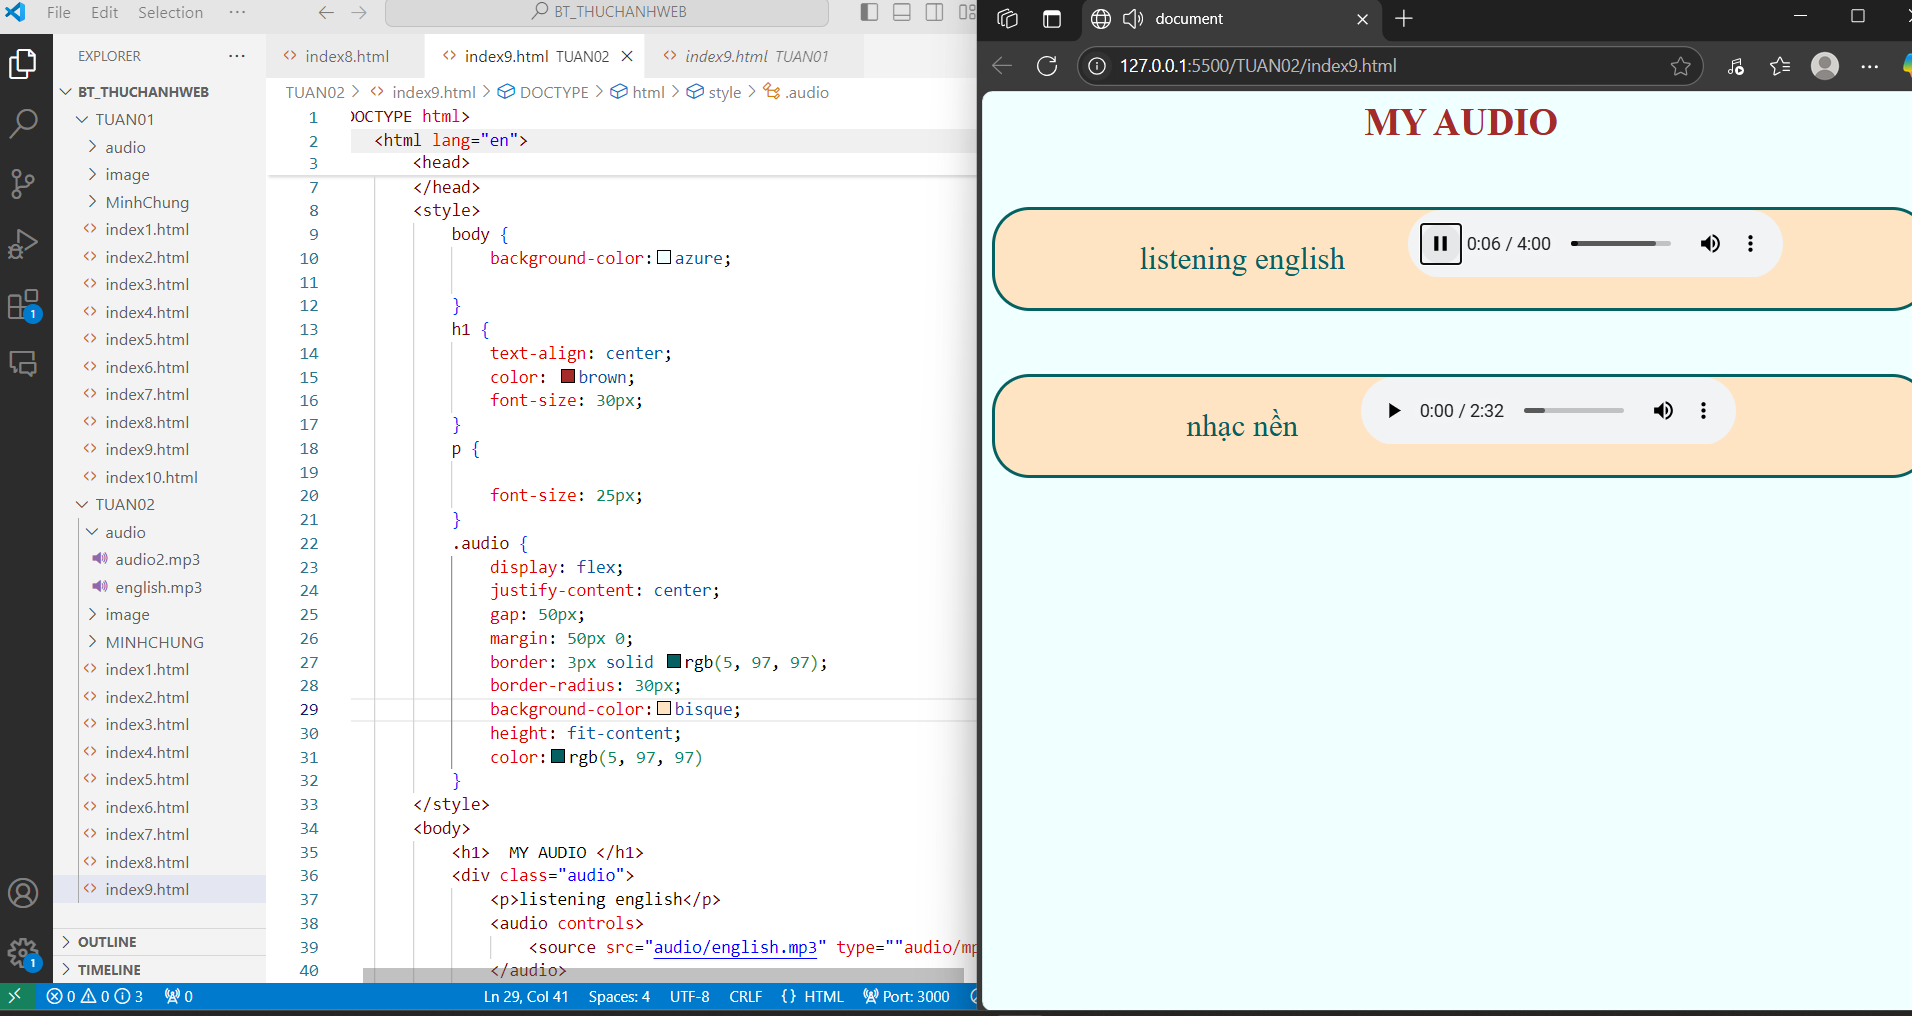 File Edit Selection ··· BT_THUCHANHWEB
EXPLORER ···
BT_THUCHANHWEB
TUAN01
audio
image
MinhChung
index1.html
index2.html
index3.html
index4.html
index5.html
index6.html
index7.html
index8.html
index9.html
index10.html
TUAN02
audio
audio2.mp3
english.mp3
image
MINHCHUNG
index1.html
index2.html
index3.html
index4.html
index5.html
index6.html
index7.html
index8.html
index9.html
OUTLINE
TIMELINE
1
1
index8.html index9.html TUAN02 index9.html TUAN01
TUAN02 > index9.html > DOCTYPE > html > style > .audio
1 DOCTYPE html>
2 <html lang="en">
3 <head>
7 </head>
8 <style>
9 body {
10 background-color: azure;
11
12 }
13 h1 {
14 text-align: center;
15 color: brown;
16 font-size: 30px;
17 }
18 p {
19
20 font-size: 25px;
21 }
22 .audio {
23 display: flex;
24 justify-content: center;
25 gap: 50px;
26 margin: 50px 0;
27 border: 3px solid rgb(5, 97, 97);
28 border-radius: 30px;
29 background-color: bisque;
30 height: fit-content;
31 color: rgb(5, 97, 97)
32 }
33 </style>
34 <body>
35 <h1> MY AUDIO </h1>
36 <div class="audio">
37 <p>listening english</p>
38 <audio controls>
39 <source src="audio/english.mp3" type=""audio/mp
40 </audio>
0 0 3 0 Ln 29, Col 41 Spaces: 4 UTF-8 CRLF {} HTML Port: 3000
document
127.0.0.1:5500/TUAN02/index9.html
MY AUDIO
listening english
0:06 / 4:00
nhạc nền
0:00 / 2:32